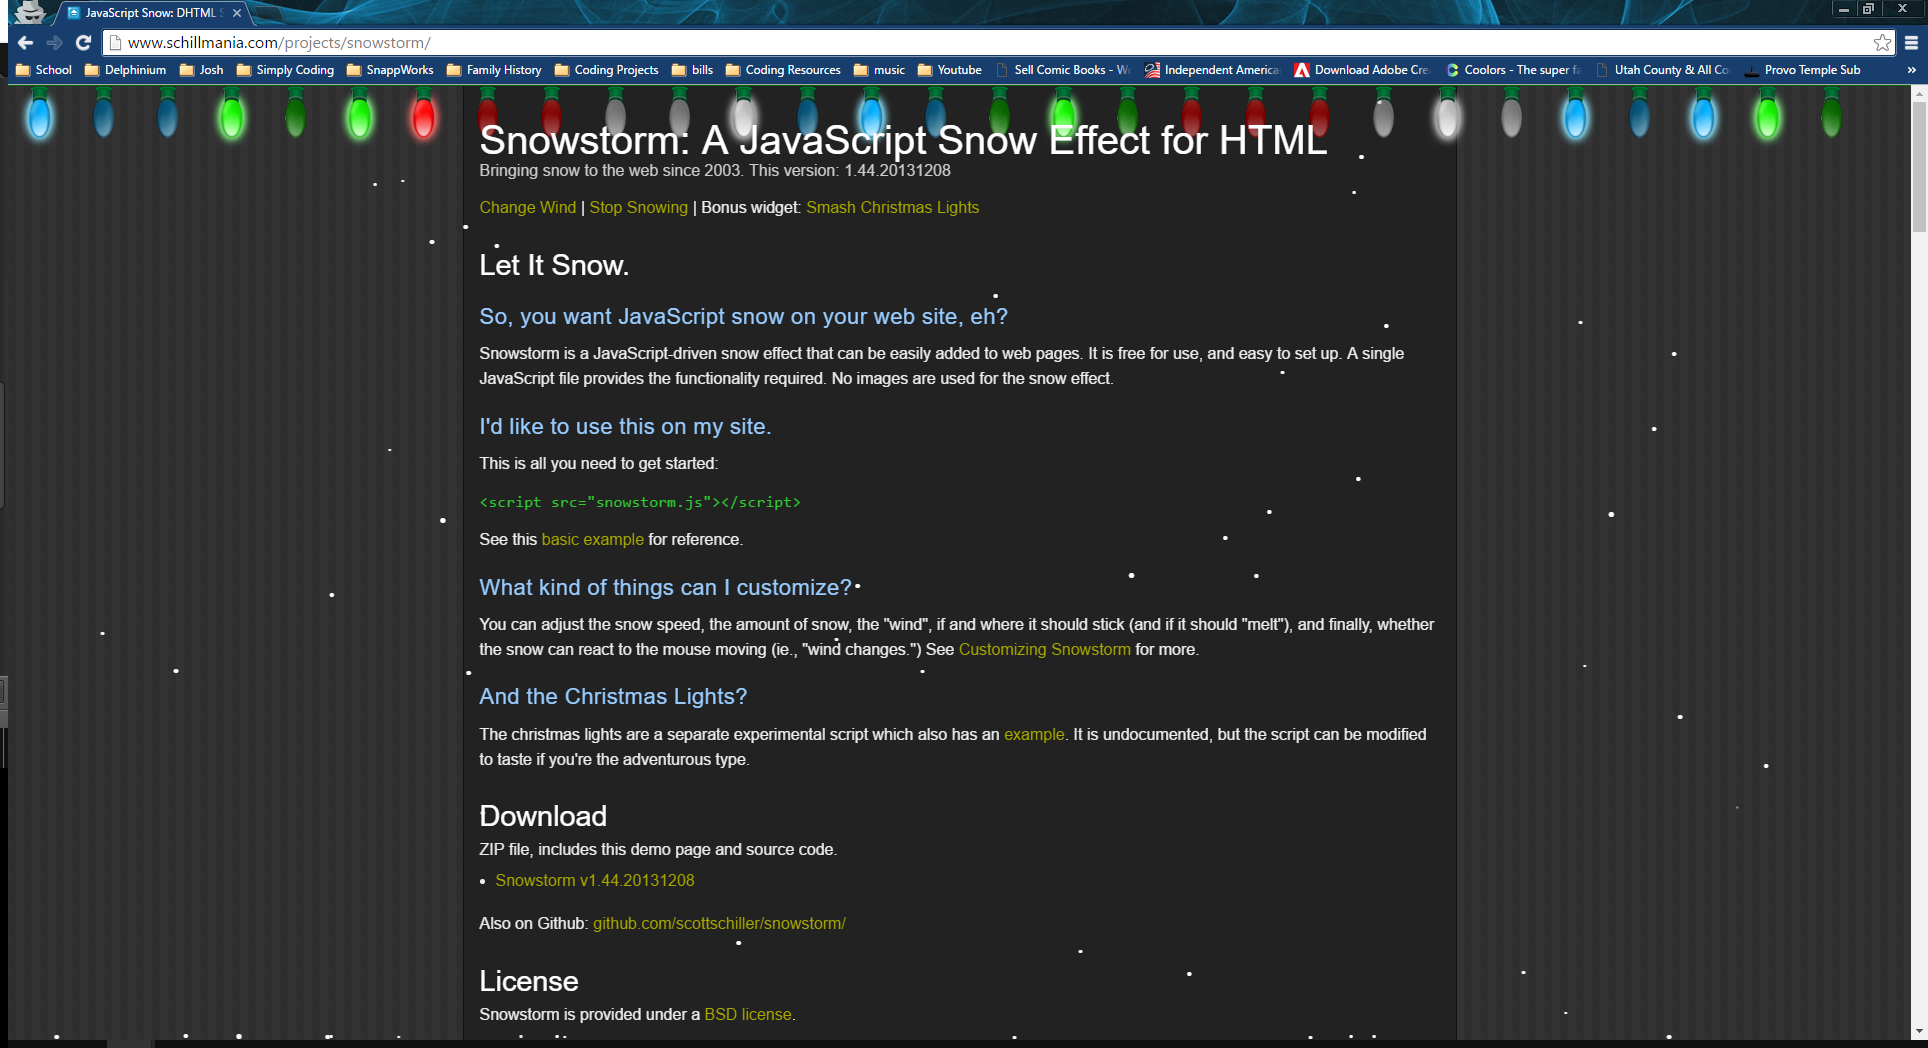 JavaScript Snow: DHTML S
www.schillmania.com/projects/snowstorm/
School Delphinium Josh Simply Coding SnappWorks Family History Coding Projects bills Coding Resources music Youtube Sell Comic Books - We Independent America Download Adobe Cre Coolors - The super fa Utah County & All Co Provo Temple Sub »
Snowstorm: A JavaScript Snow Effect for HTML
Bringing snow to the web since 2003. This version: 1.44.20131208
Change Wind | Stop Snowing | Bonus widget: Smash Christmas Lights
Let It Snow.
So, you want JavaScript snow on your web site, eh?
Snowstorm is a JavaScript-driven snow effect that can be easily added to web pages. It is free for use, and easy to set up. A single
JavaScript file provides the functionality required. No images are used for the snow effect.
I'd like to use this on my site.
This is all you need to get started:
<script src="snowstorm.js"></script>
See this basic example for reference.
What kind of things can I customize?
You can adjust the snow speed, the amount of snow, the "wind", if and where it should stick (and if it should "melt"), and finally, whether
the snow can react to the mouse moving (ie., "wind changes.") See Customizing Snowstorm for more.
And the Christmas Lights?
The christmas lights are a separate experimental script which also has an example. It is undocumented, but the script can be modified
to taste if you're the adventurous type.
Download
ZIP file, includes this demo page and source code.
• Snowstorm v1.44.20131208
Also on Github: github.com/scottschiller/snowstorm/
License
Snowstorm is provided under a BSD license.